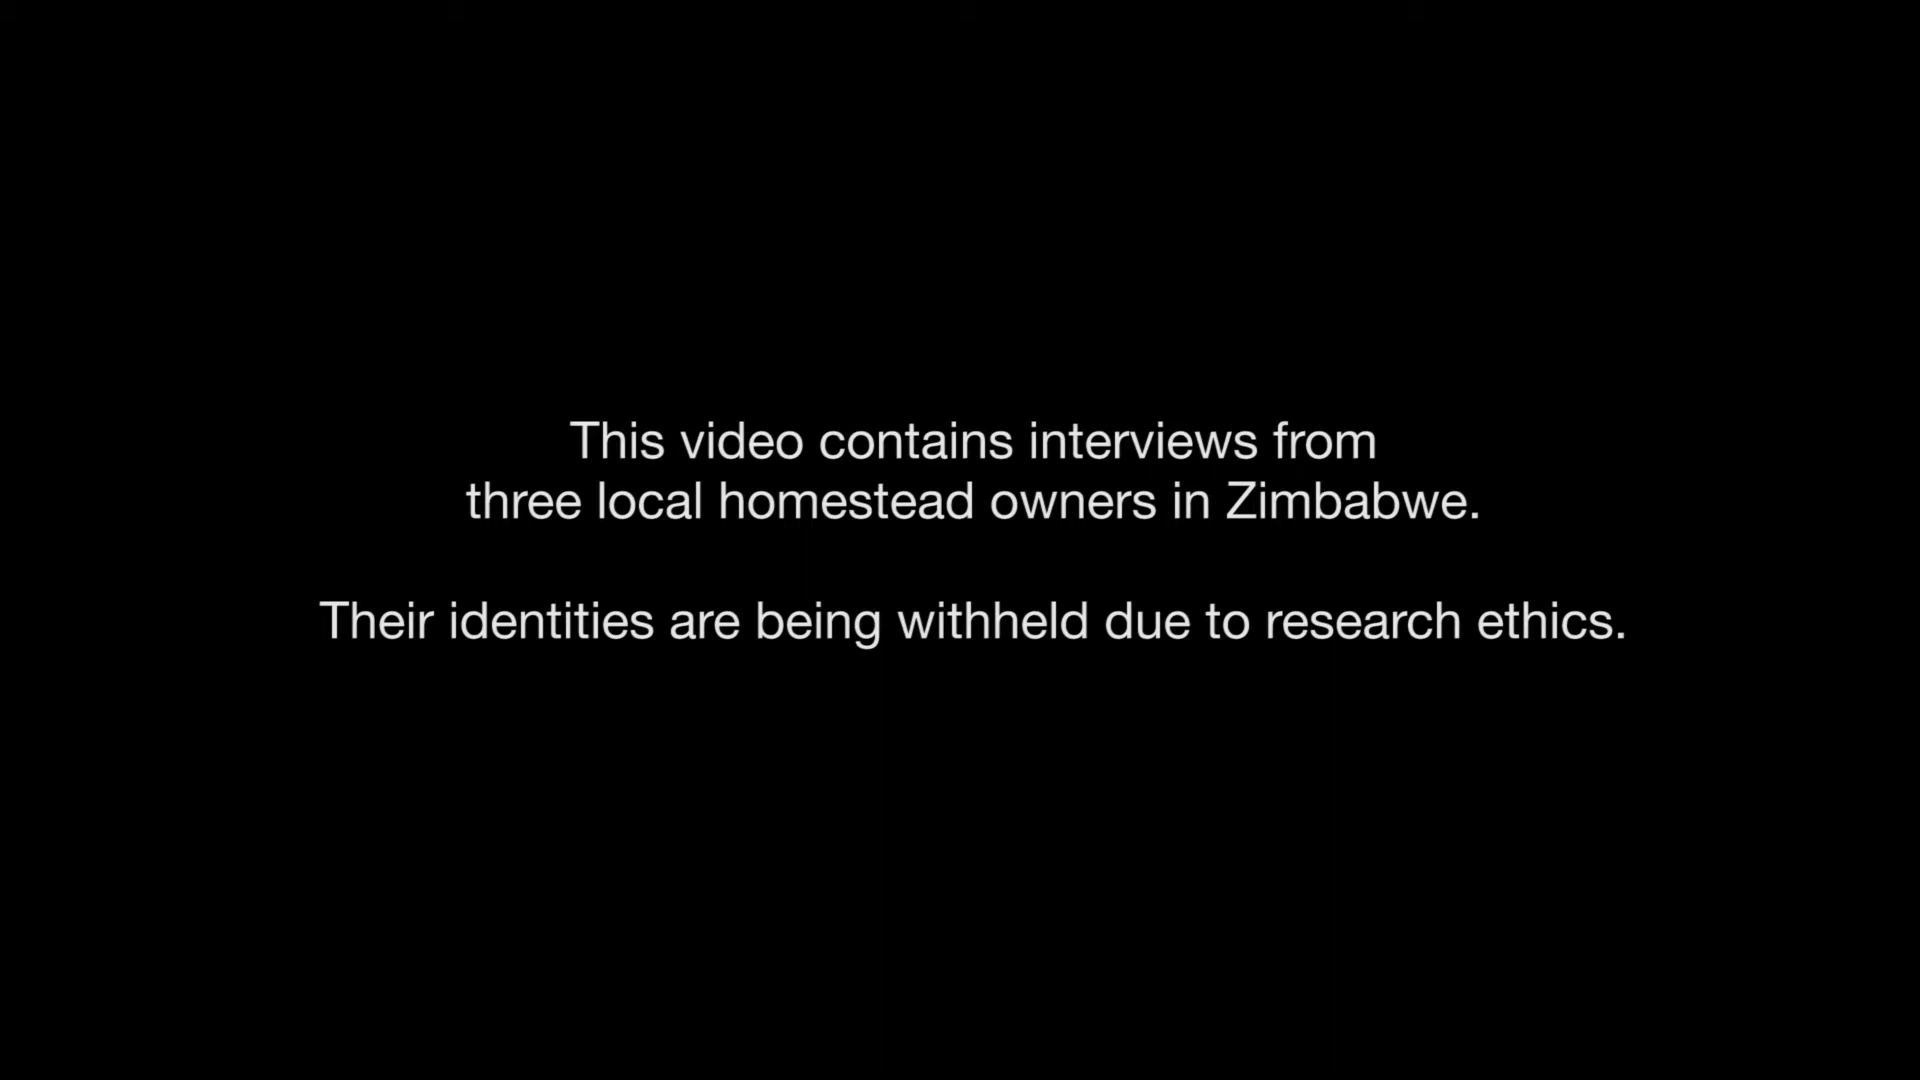 This video contains interviews from
three local homestead owners in Zimbabwe.
Their identities are being withheld due to research ethics.